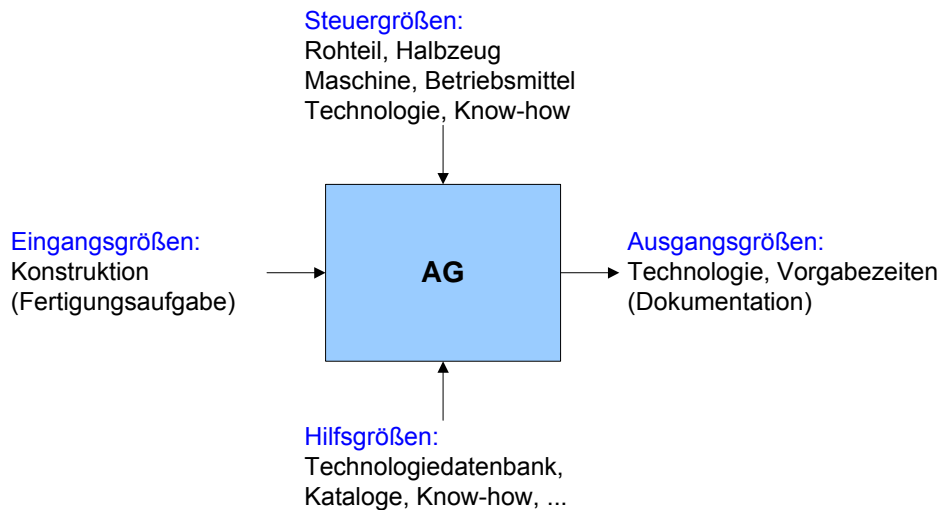 Steuergrößen:
Rohteil, Halbzeug
Maschine, Betriebsmittel
Technologie, Know-how
Eingangsgrößen:
Konstruktion
(Fertigungsaufgabe)
AG
Ausgangsgrößen:
Technologie, Vorgabezeiten
(Dokumentation)
Hilfsgrößen:
Technologiedatenbank,
Kataloge, Know-how, ...